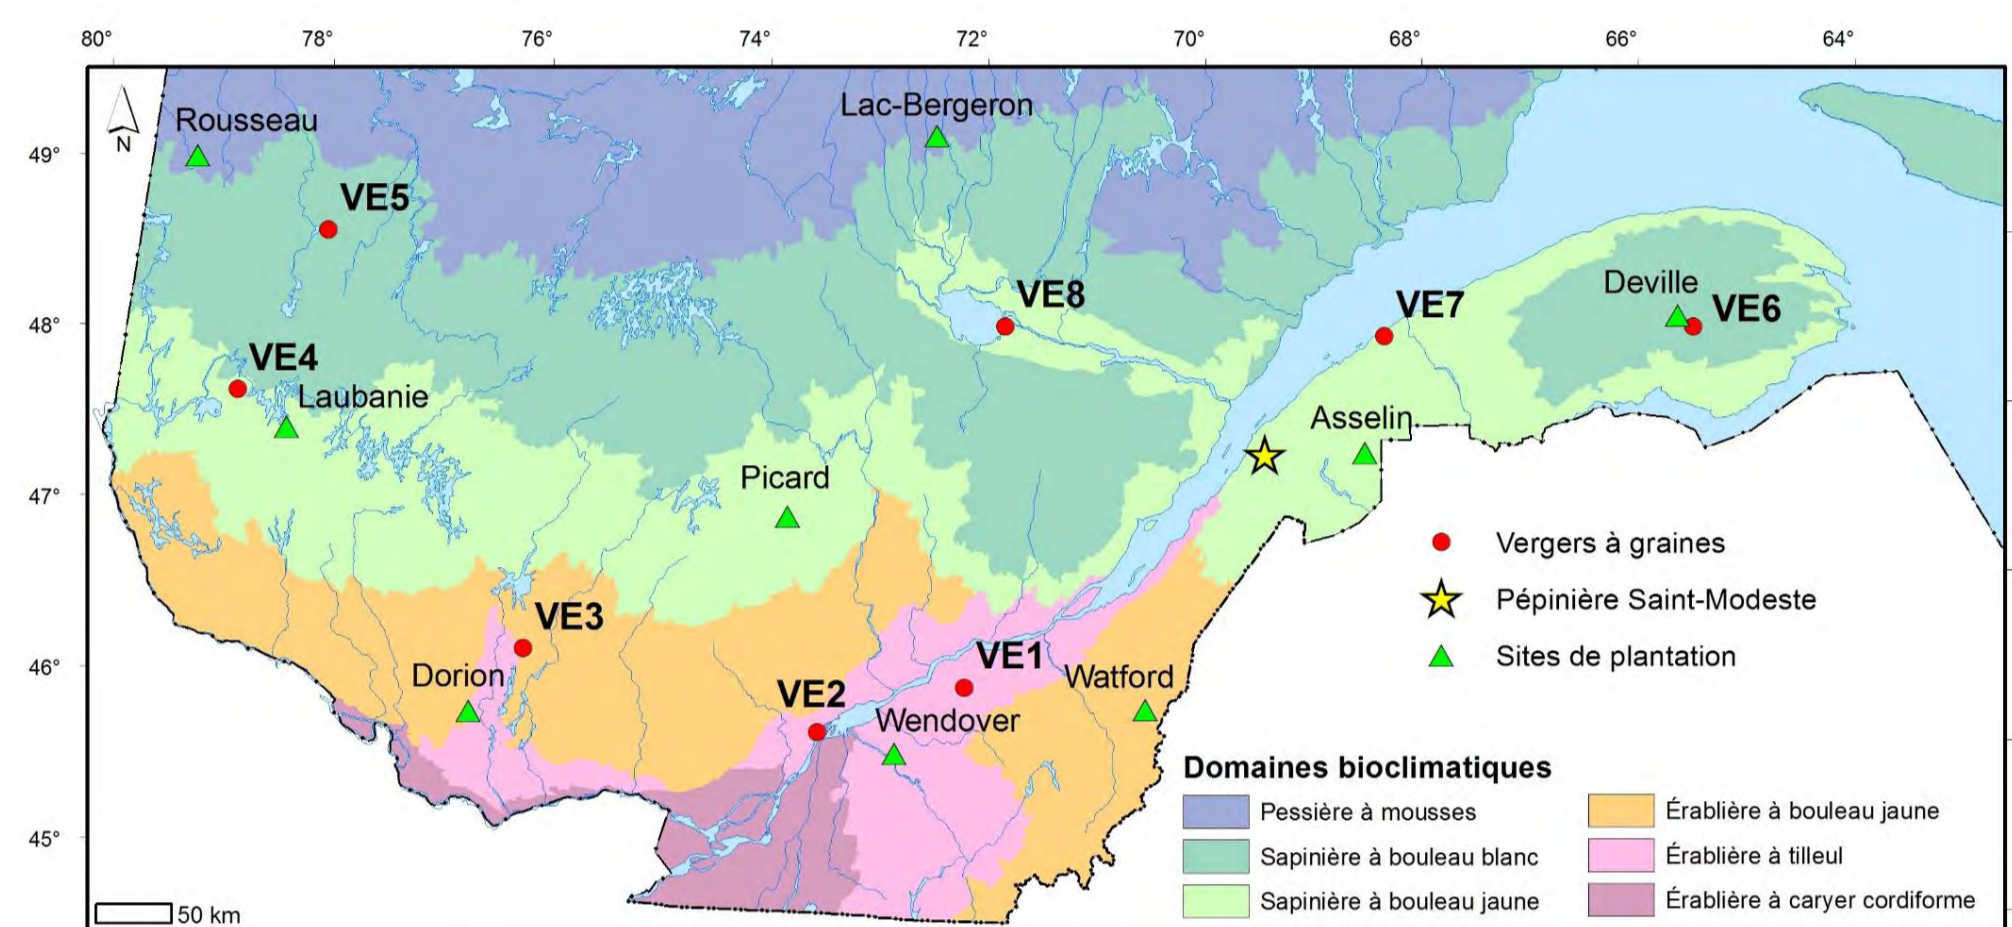 80° 78° 76° 74° 72° 70° 68° 66° 64°
Lac-Bergeron
Rousseau
N
49°
VE5
Deville
VE8
VE7
VE6
48°
VE4
Laubanie
Asselin
Picard
47°
Vergers à graines
Pépinière Saint-Modeste
VE3
Sites de plantation
46°
VE1
Dorion
Watford
VE2
Wendover
Domaines bioclimatiques
Pessière à mousses
Érablière à bouleau jaune
45°
Sapinière à bouleau blanc
Érablière à tilleul
Sapinière à bouleau jaune
Érablière à caryer cordiforme
50 km